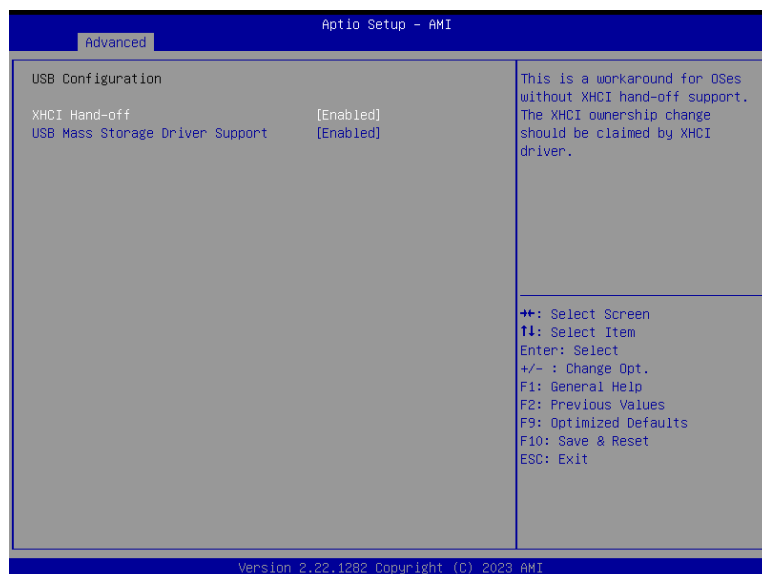 Aptio Setup – AMI
Advanced
USB Configuration
XHCI Hand-off [Enabled]
USB Mass Storage Driver Support [Enabled]
This is a workaround for OSes
without XHCI hand-off support.
The XHCI ownership change
should be claimed by XHCI
driver.
→←: Select Screen
↑↓: Select Item
Enter: Select
+/- : Change Opt.
F1: General Help
F2: Previous Values
F9: Optimized Defaults
F10: Save & Reset
ESC: Exit
Version 2.22.1282 Copyright (C) 2023 AMI